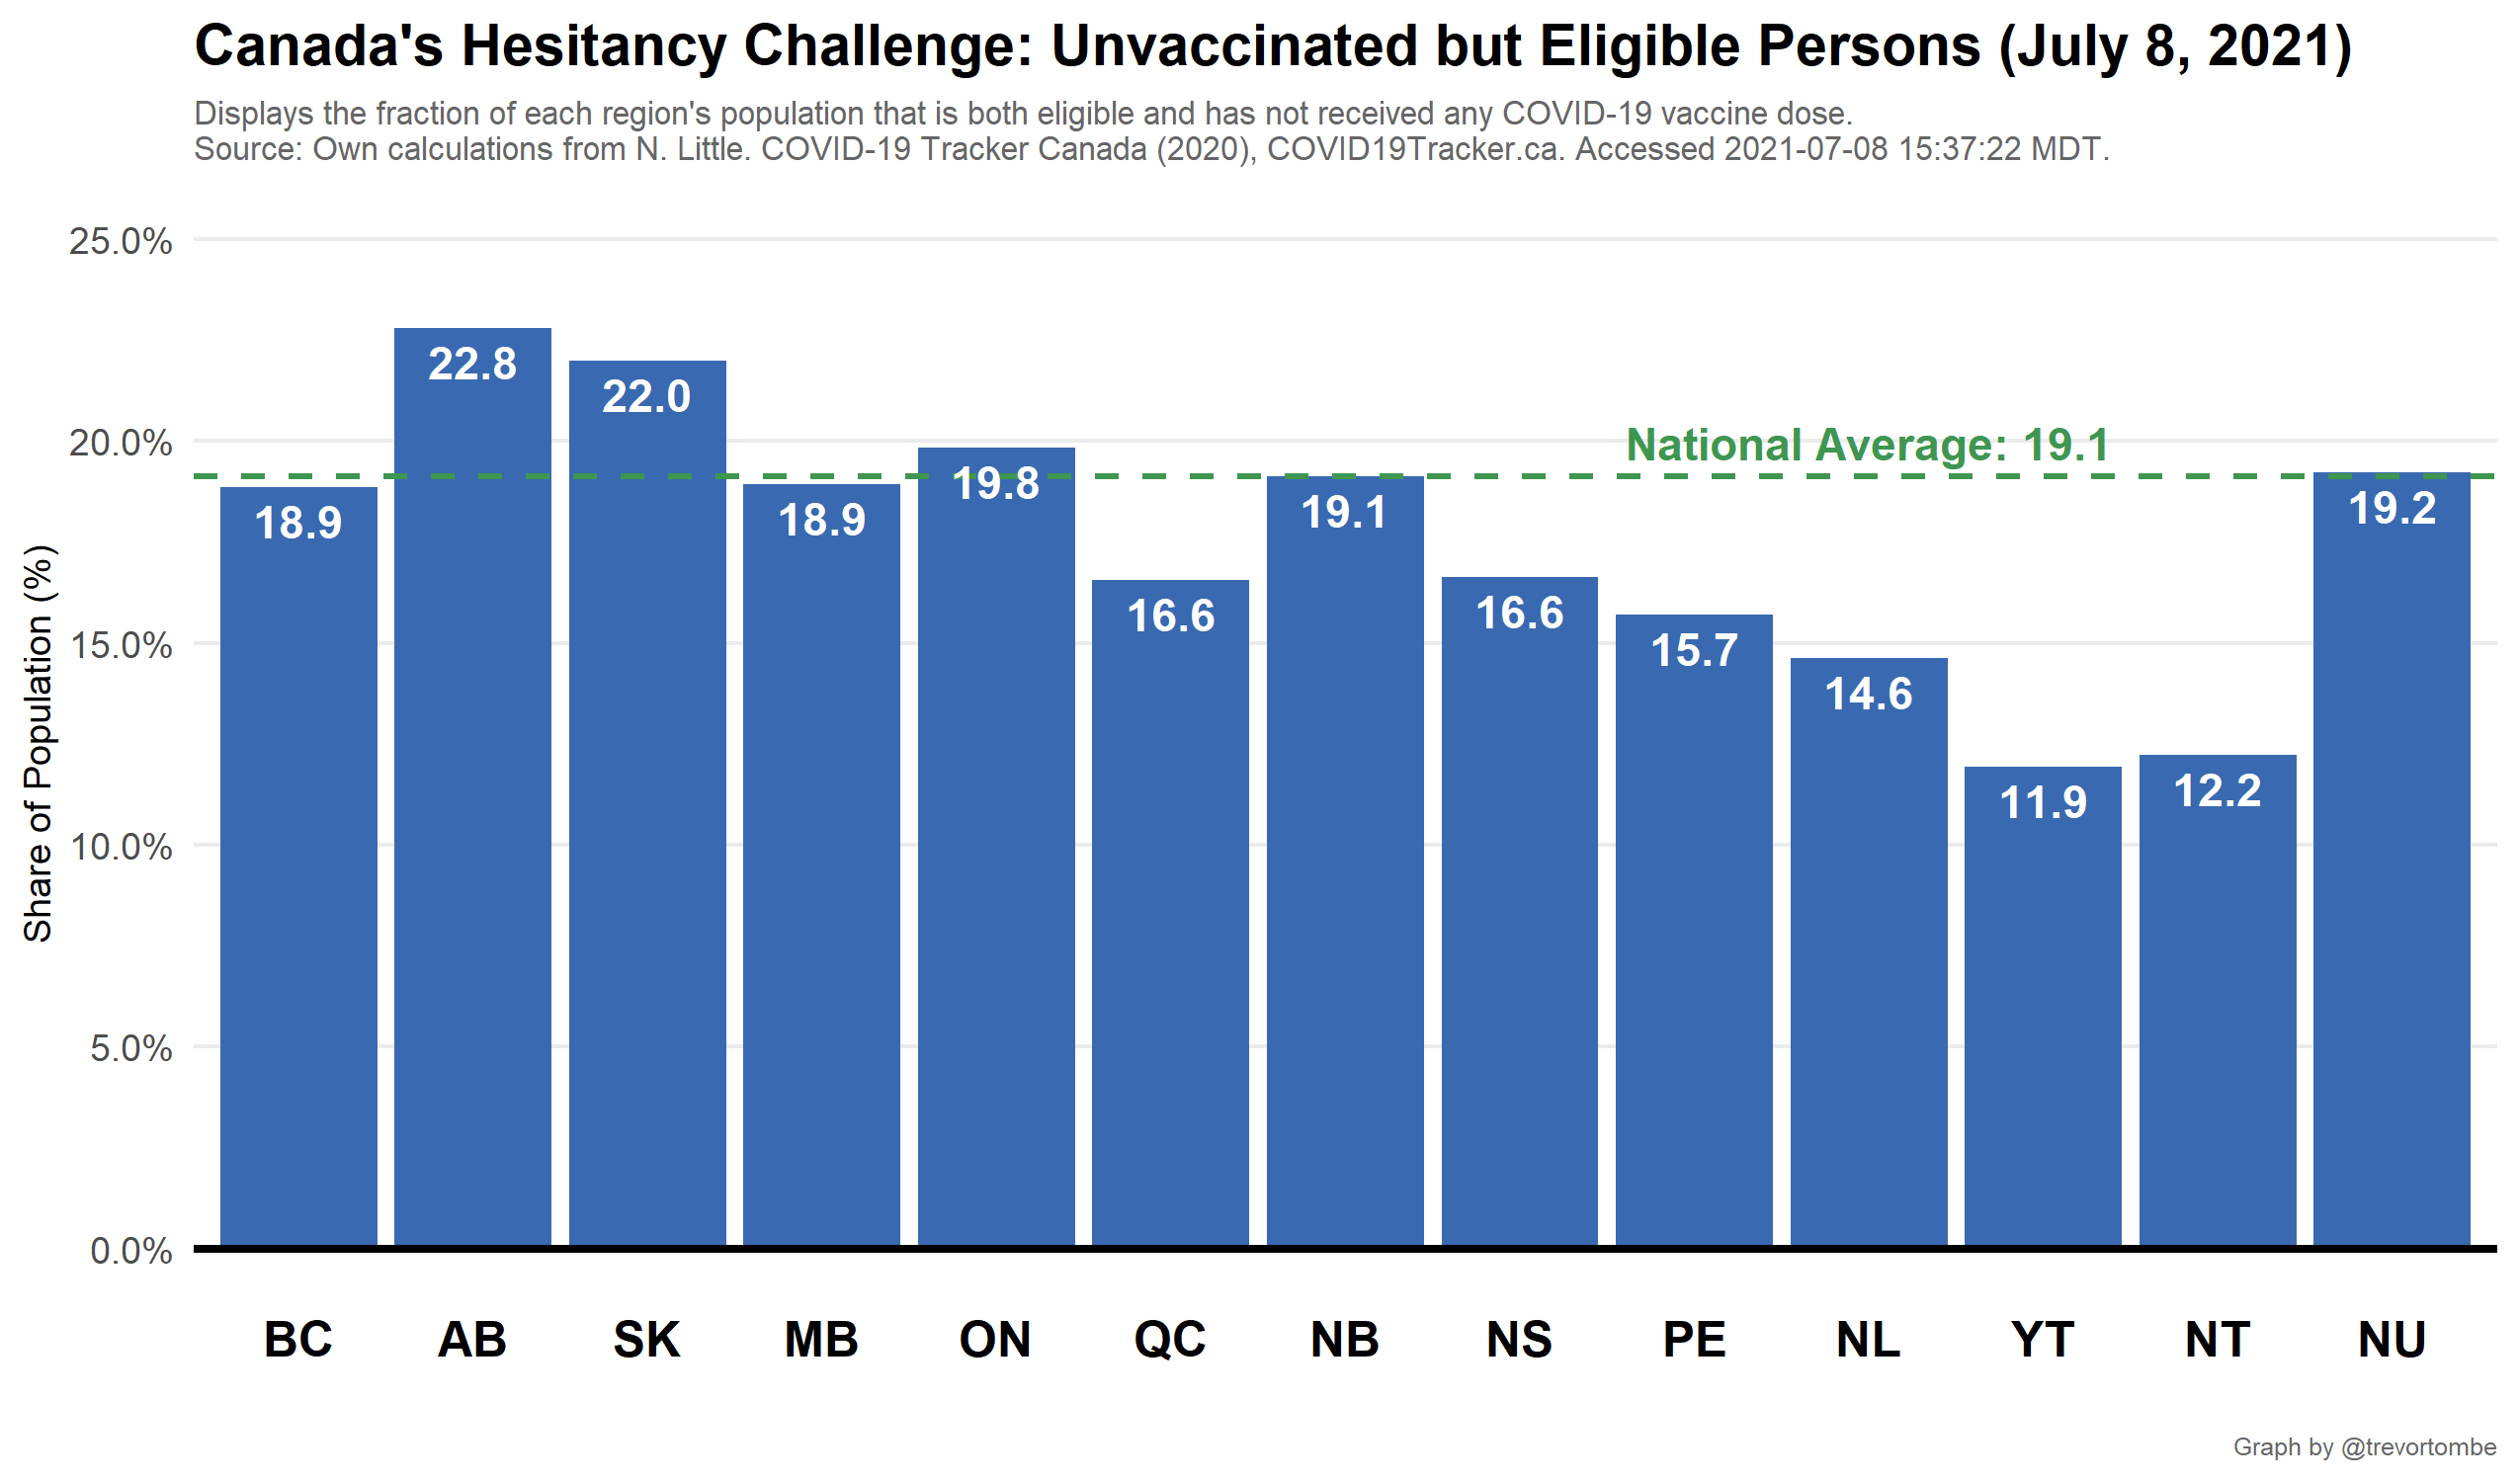 Canada's Hesitancy Challenge: Unvaccinated but Eligible Persons (July 8, 2021)
Displays the fraction of each region's population that is both eligible and has not received any COVID-19 vaccine dose.
Source: Own calculations from N. Little. COVID-19 Tracker Canada (2020), COVID19Tracker.ca. Accessed 2021-07-08 15:37:22 MDT.
Share of Population (%)
25.0%
20.0%
15.0%
10.0%
5.0%
0.0%
National Average: 19.1
18.9
22.8
22.0
18.9
19.8
16.6
19.1
16.6
15.7
14.6
11.9
12.2
19.2
BC AB SK MB ON QC NB NS PE NL YT NT NU
Graph by @trevortombe